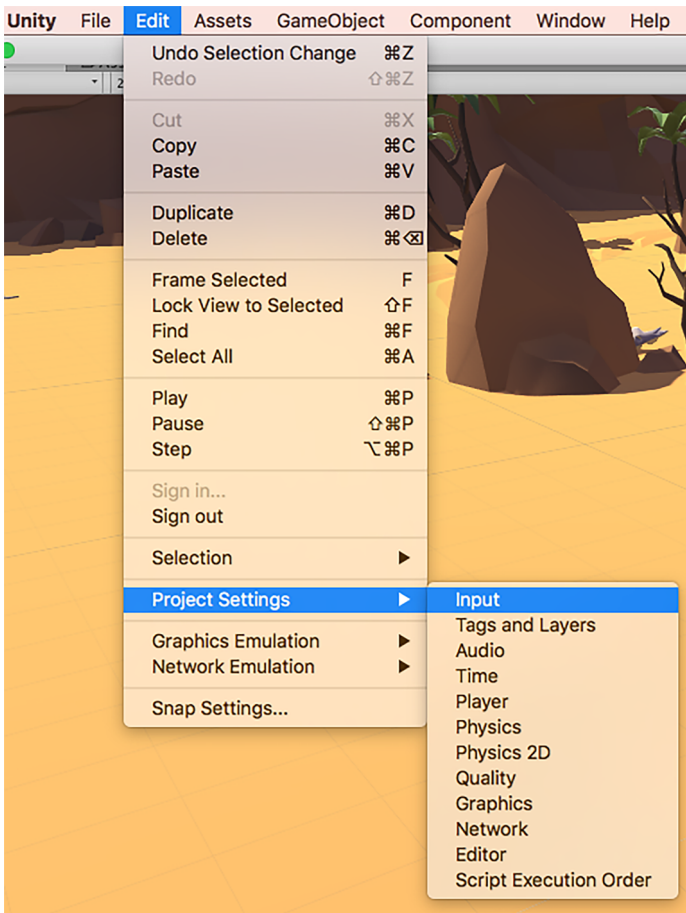 Unity File Edit Assets GameObject Component Window Help
Undo Selection Change ⌘Z
Redo ⇧⌘Z
Cut ⌘X
Copy ⌘C
Paste ⌘V
Duplicate ⌘D
Delete ⌘⌫
Frame Selected F
Lock View to Selected ⇧F
Find ⌘F
Select All ⌘A
Play ⌘P
Pause ⇧⌘P
Step ⌥⌘P
Sign in...
Sign out
Selection ▶
Project Settings ▶
Graphics Emulation ▶
Network Emulation ▶
Snap Settings...
Input
Tags and Layers
Audio
Time
Player
Physics
Physics 2D
Quality
Graphics
Network
Editor
Script Execution Order